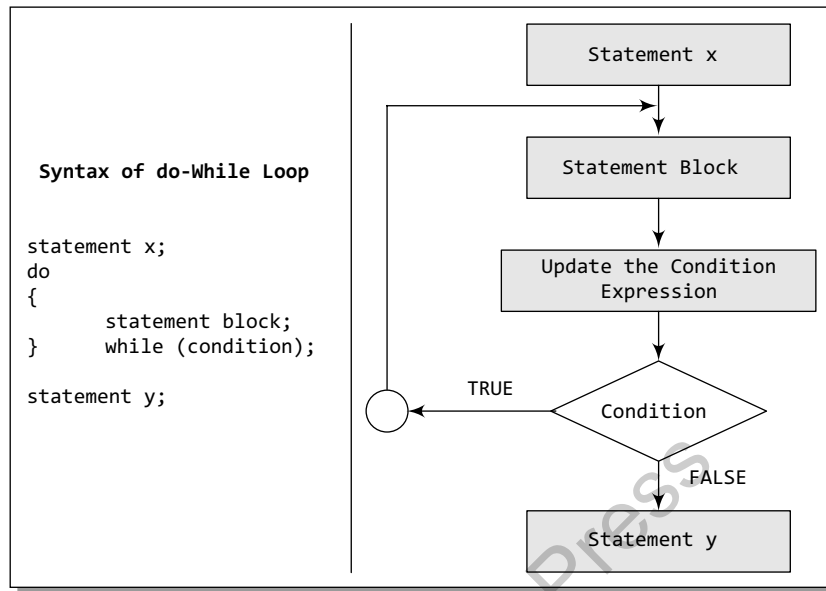 Syntax of do-While Loop
statement x;
do
{
statement block;
} while (condition);
statement y;
Statement x
Statement Block
Update the Condition
Expression
TRUE
Condition
FALSE
Statement y
Press